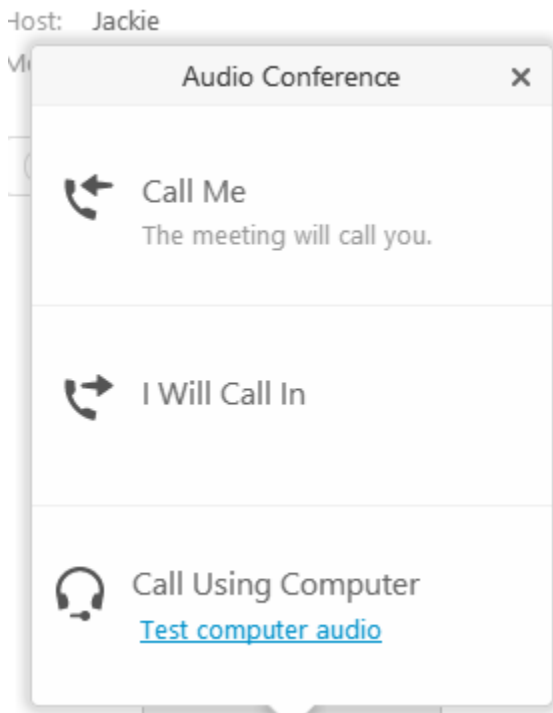 Host: Jackie
Audio Conference
Call Me
The meeting will call you.
I Will Call In
Call Using Computer
Test computer audio